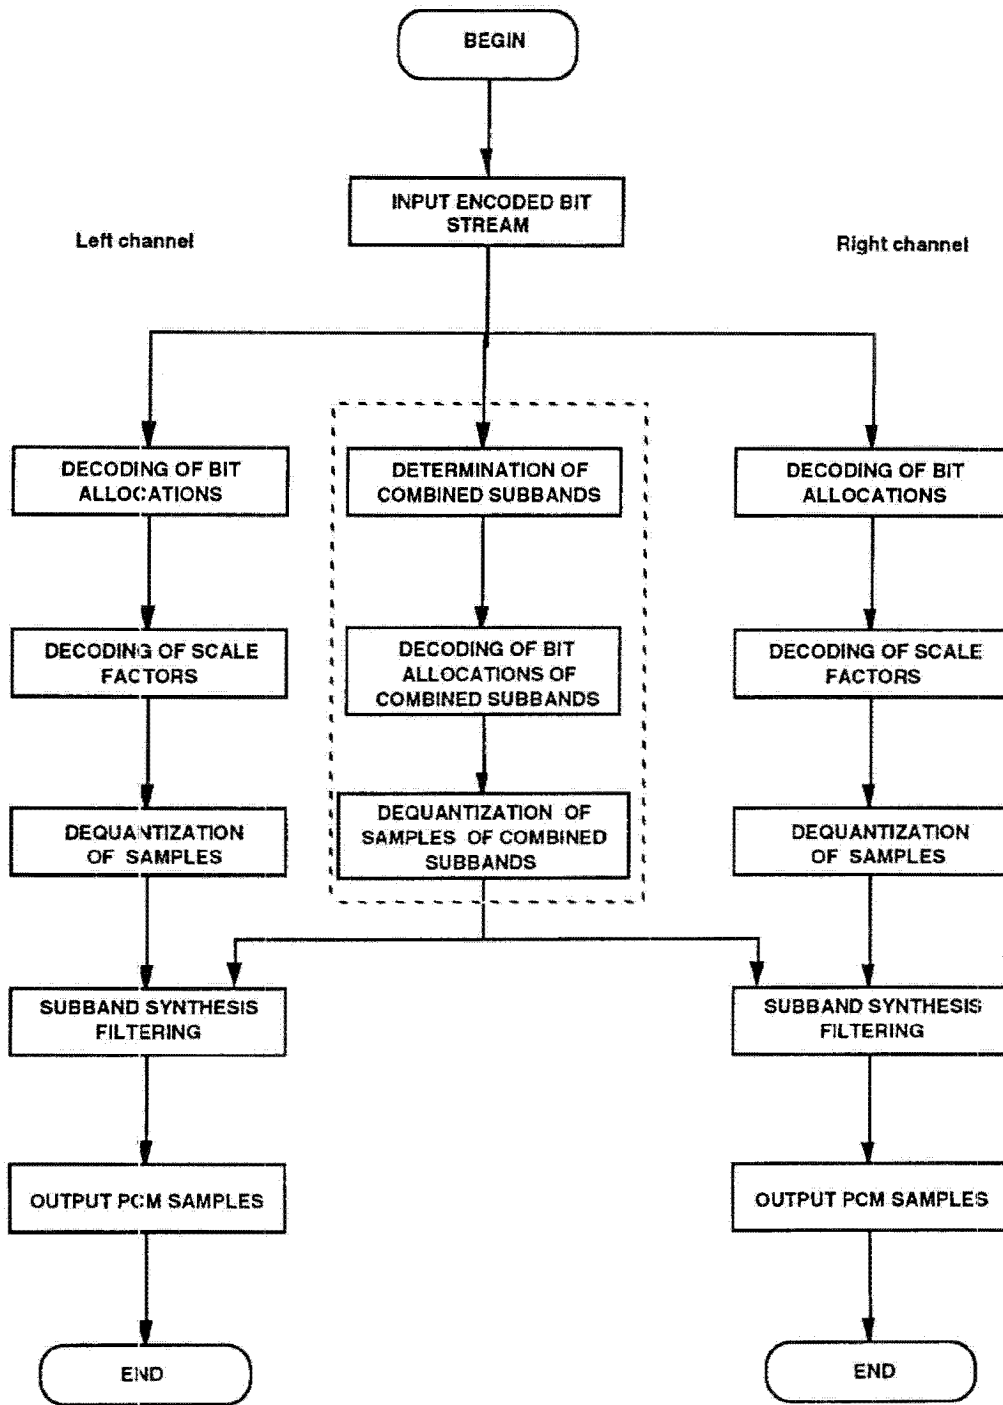 BEGIN
INPUT ENCODED BIT
STREAM
Left channel
Right channel
DECODING OF BIT
ALLOCATIONS
DETERMINATION OF
COMBINED SUBBANDS
DECODING OF BIT
ALLOCATIONS
DECODING OF SCALE
FACTORS
DECODING OF BIT
ALLOCATIONS OF
COMBINED SUBBANDS
DECODING OF SCALE
FACTORS
DEQUANTIZATION
OF SAMPLES
DEQUANTIZATION OF
SAMPLES OF COMBINED
SUBBANDS
DEQUANTIZATION
OF SAMPLES
SUBBAND SYNTHESIS
FILTERING
SUBBAND SYNTHESIS
FILTERING
OUTPUT PCM SAMPLES
OUTPUT PCM SAMPLES
END
END